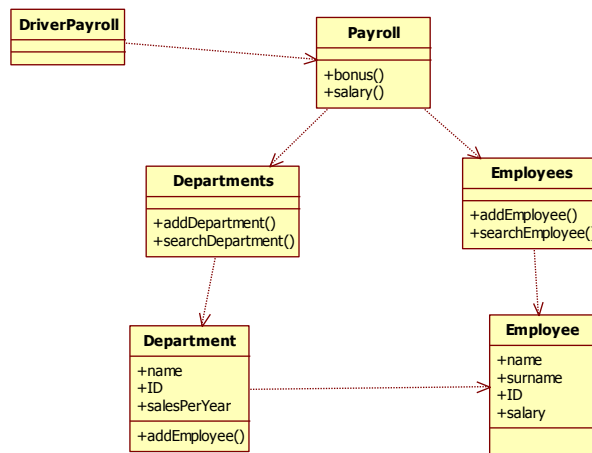 DriverPayroll
Payroll
+bonus()
+salary()
Departments
+addDepartment()
+searchDepartment()
Employees
+addEmployee()
+searchEmployee()
Department
+name
+ID
+salesPerYear
+addEmployee()
Employee
+name
+surname
+ID
+salary